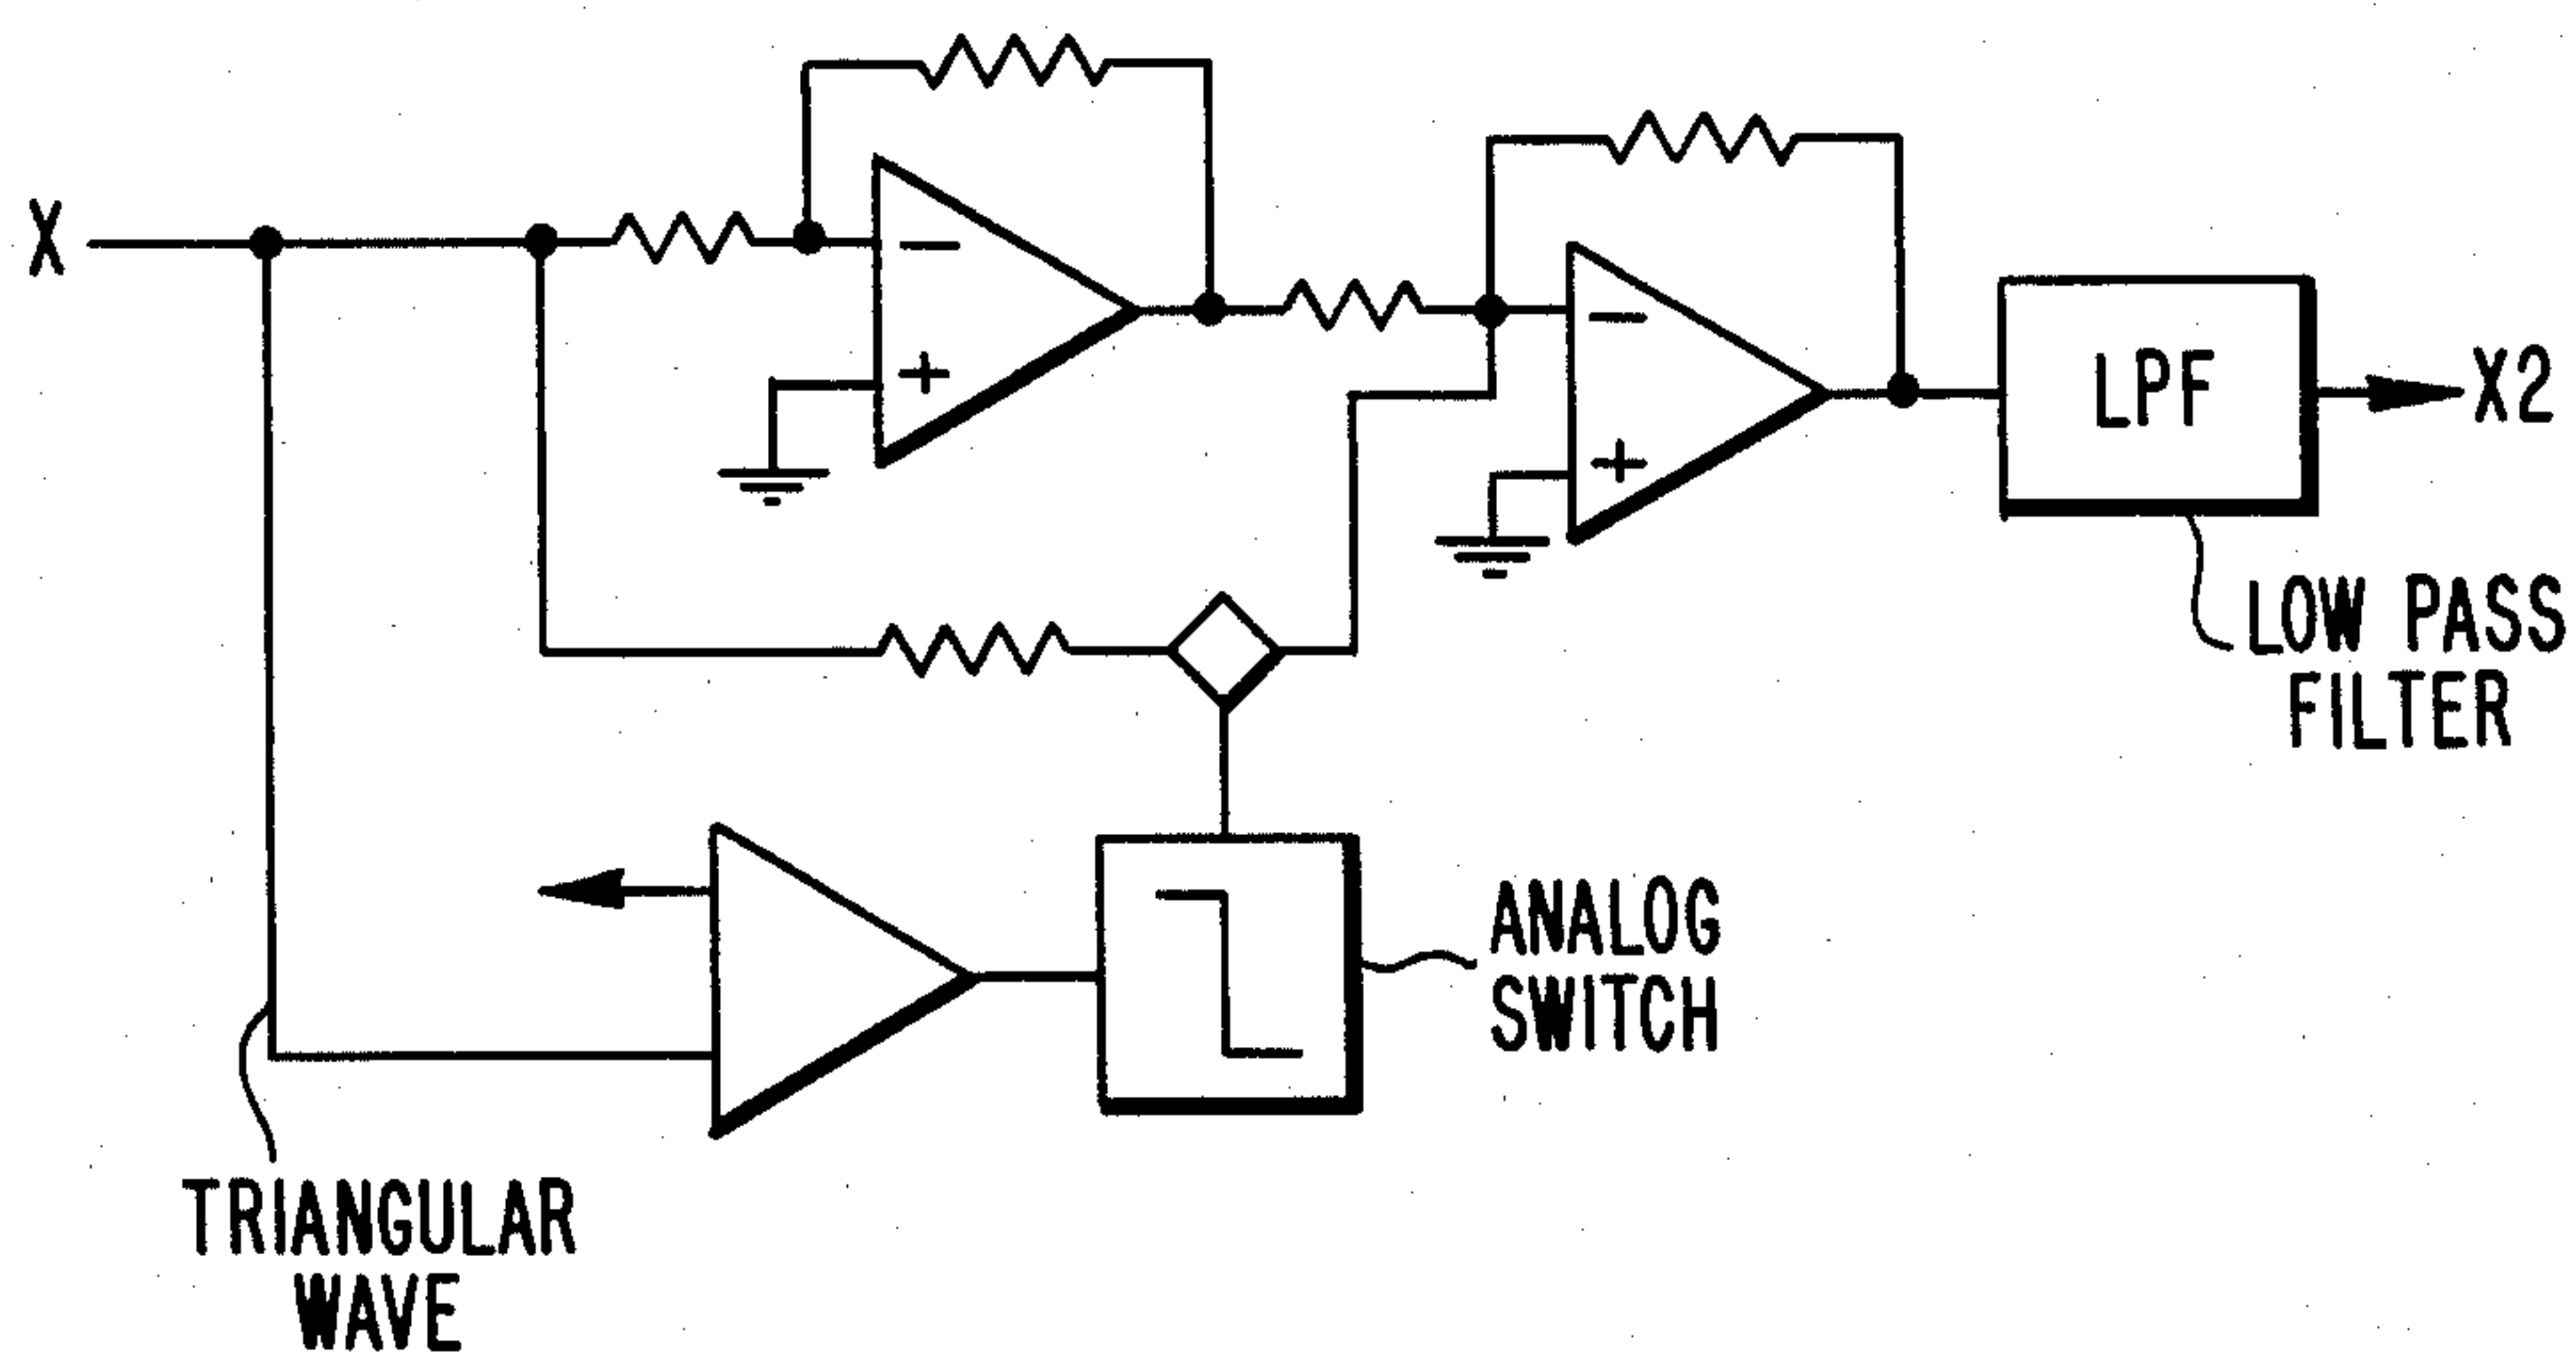 X
−
+
−
+
LPF
X2
LOW PASS
FILTER
ANALOG
SWITCH
TRIANGULAR
WAVE